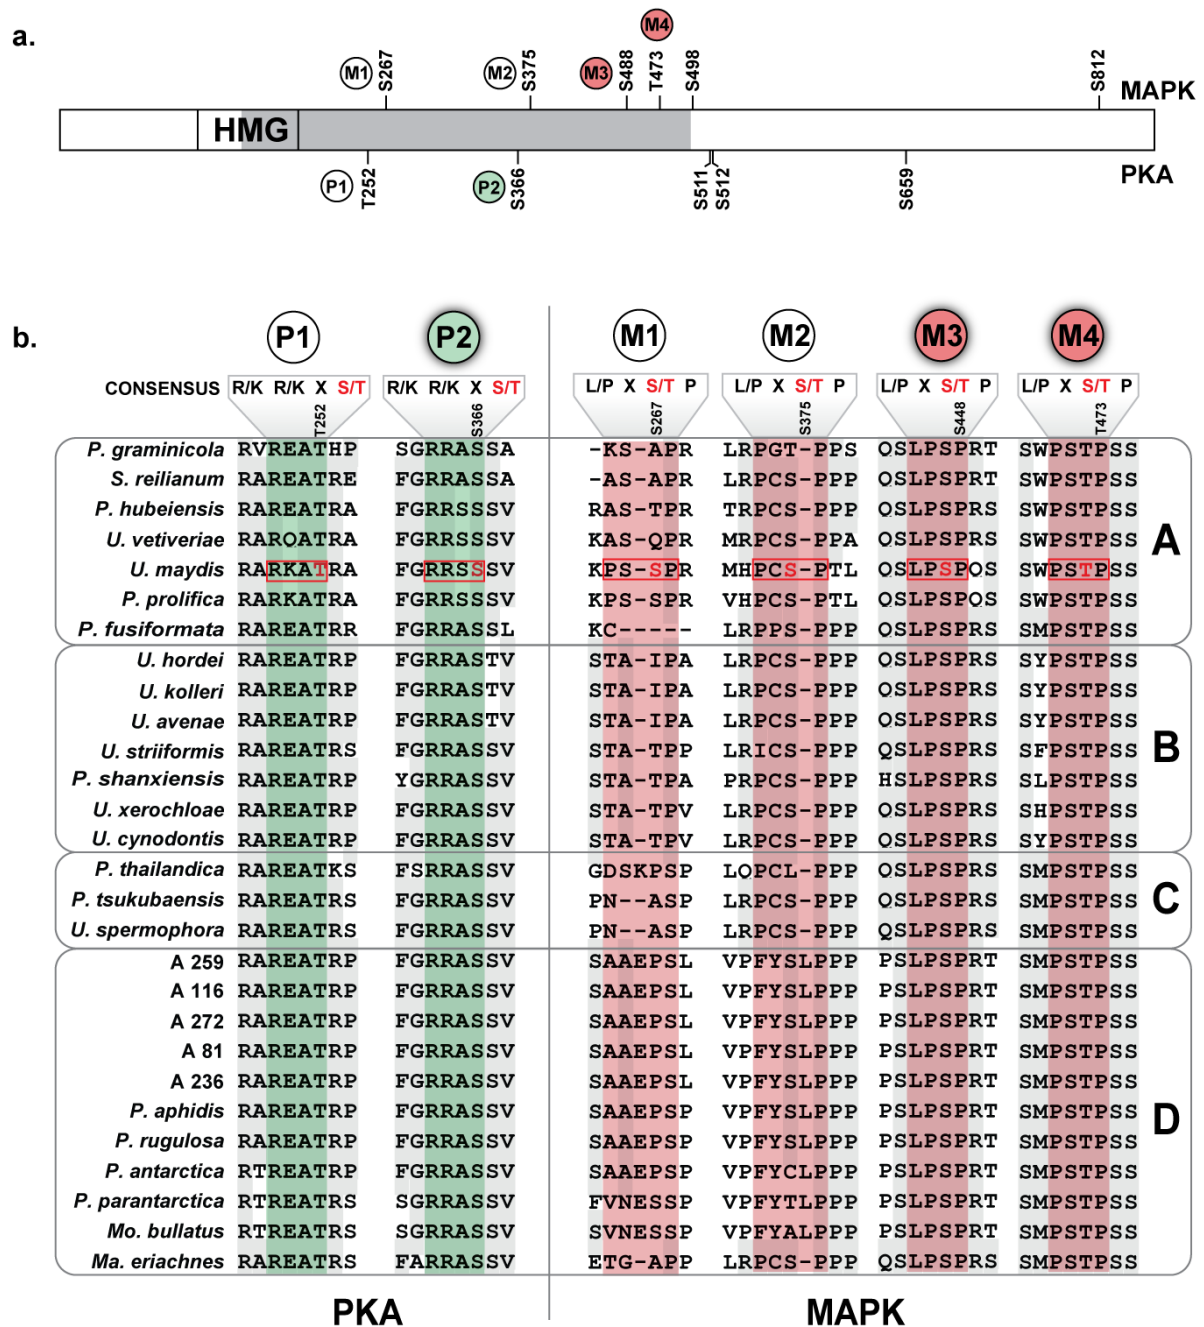 a.
M4
M1 S267 M2 S375 M3 S488 T473 S498 S812 MAPK
HMG
P1 T252 P2 S366 S511 S512 S659 PKA
b.
P1 P2 M1 M2 M3 M4
CONSENSUS R/K R/K X S/T R/K R/K X S/T L/P X S/T P L/P X S/T P L/P X S/T P L/P X S/T P
T252 S366 S267 S375 S448 T473
P. graminicola RVREATHP SGRRASSA -KS-APR LRPGT-PPS QSLPSPRT SWPSTPSS
S. reilianum RAREATRE FGRRASSA -AS-APR LRPCS-PPP QSLPSPRT SWPSTPSS
P. hubeiensis RAREATRA FGRRSSSV RAS-TPR TRPCS-PPP QSLPSPRS SWPSTPSS
U. vetiveriae RARQATRA FGRRSSSV KAS-QPR MRPCS-PPA QSLPSPRS SWPSTPSS
A
U. maydis RARKATRA FGRRSSSV KPS-SPR MHPCS-PTL QSLPSPQS SWPSTPSS
P. prolifica RARKATRA FGRRSSSV KPS-SPR VHPCS-PTL QSLPSPQS SWPSTPSS
P. fusiformata RAREATRR FGRRASSL KC----- LRPPS-PPP QSLPSPRS SMPSTPSS
U. hordei RAREATRP FGRRASTV STA-IPA LRPCS-PPP QSLPSPRS SYPSTPSS
U. kolleri RAREATRP FGRRASTV STA-IPA LRPCS-PPP QSLPSPRS SYPSTPSS
U. avenae RAREATRP FGRRASTV STA-IPA LRPCS-PPP QSLPSPRS SYPSTPSS
B
U. striiformis RAREATRS FGRRASSV STA-TPP LRICS-PPP QSLPSPRS SFPSTPSS
P. shanxiensis RAREATRP YGRRASSV STA-TPA PRPCS-PPP HSLPSPRS SLPSTPSS
U. xerochloae RAREATRP FGRRASSV STA-TPV LRPCS-PPP QSLPSPRS SHPSTPSS
U. cynodontis RAREATRP FGRRASSV STA-TPV LRPCS-PPP QSLPSPRS SYPSTPSS
P. thailandica RAREATKS FSRRASSV GDSKPSP LQPCL-PPP QSLPSPRS SMPSTPSS
P. tsukubaensis RAREATRS FGRRASSV PN--ASP LRPCS-PPP QSLPSPRS SMPSTPSS
C
U. spermophora RAREATRS FGRRASSV PN--ASP LRPCS-PPP QSLPSPRS SMPSTPSS
A 259 RAREATRP FGRRASSV SAAEPSL VPFYSLPPP PSLPSPRT SMPSTPSS
A 116 RAREATRP FGRRASSV SAAEPSL VPFYSLPPP PSLPSPRT SMPSTPSS
A 272 RAREATRP FGRRASSV SAAEPSL VPFYSLPPP PSLPSPRT SMPSTPSS
A 81 RAREATRP FGRRASSV SAAEPSL VPFYSLPPP PSLPSPRT SMPSTPSS
A 236 RAREATRP FGRRASSV SAAEPSL VPFYSLPPP PSLPSPRT SMPSTPSS
P. aphidis RAREATRP FGRRASSV SAAEPSP VPFYSLPPP PSLPSPRT SMPSTPSS
D
P. rugulosa RAREATRP FGRRASSV SAAEPSP VPFYSLPPP PSLPSPRT SMPSTPSS
P. antarctica RTREATRP FGRRASSV SAAEPSP VPFYCLPPP PSLPSPRT SMPSTPSS
P. parantarctica RTREATRS SGRRASSV FVNESSP VPFYTLPPP PSLPSPRT SMPSTPSS
Mo. bullatus RTREATRS SGRRASSV SVNESSP VPFYALPPP PSLPSPRT SMPSTPSS
Ma. eriachnes RAREATRS FARRASSV ETG-APP LRPCS-PPP QSLPSPRS SMPSTPSS
PKA MAPK